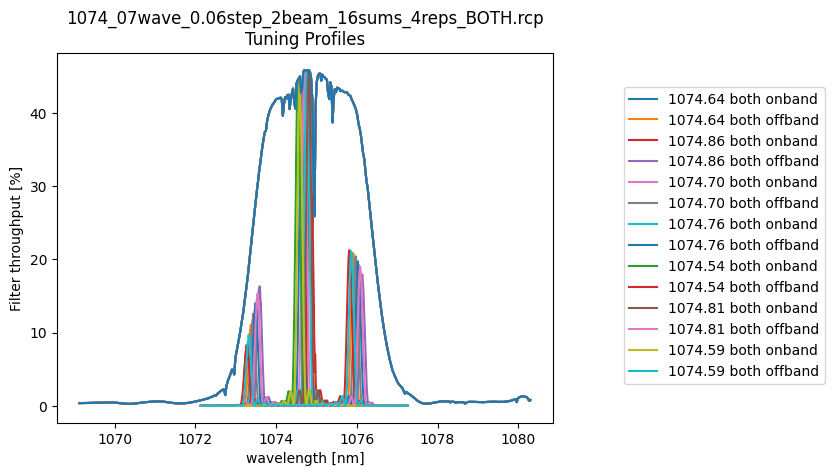 1074_07wave_0.06step_2beam_16sums_4reps_BOTH.rcp
Tuning Profiles
Filter throughput [%]
40
30
20
10
0
1070
1072
1074
1076
1078
1080
wavelength [nm]
1074.64 both onband
1074.64 both offband
1074.86 both onband
1074.86 both offband
1074.70 both onband
1074.70 both offband
1074.76 both onband
1074.76 both offband
1074.54 both onband
1074.54 both offband
1074.81 both onband
1074.81 both offband
1074.59 both onband
1074.59 both offband